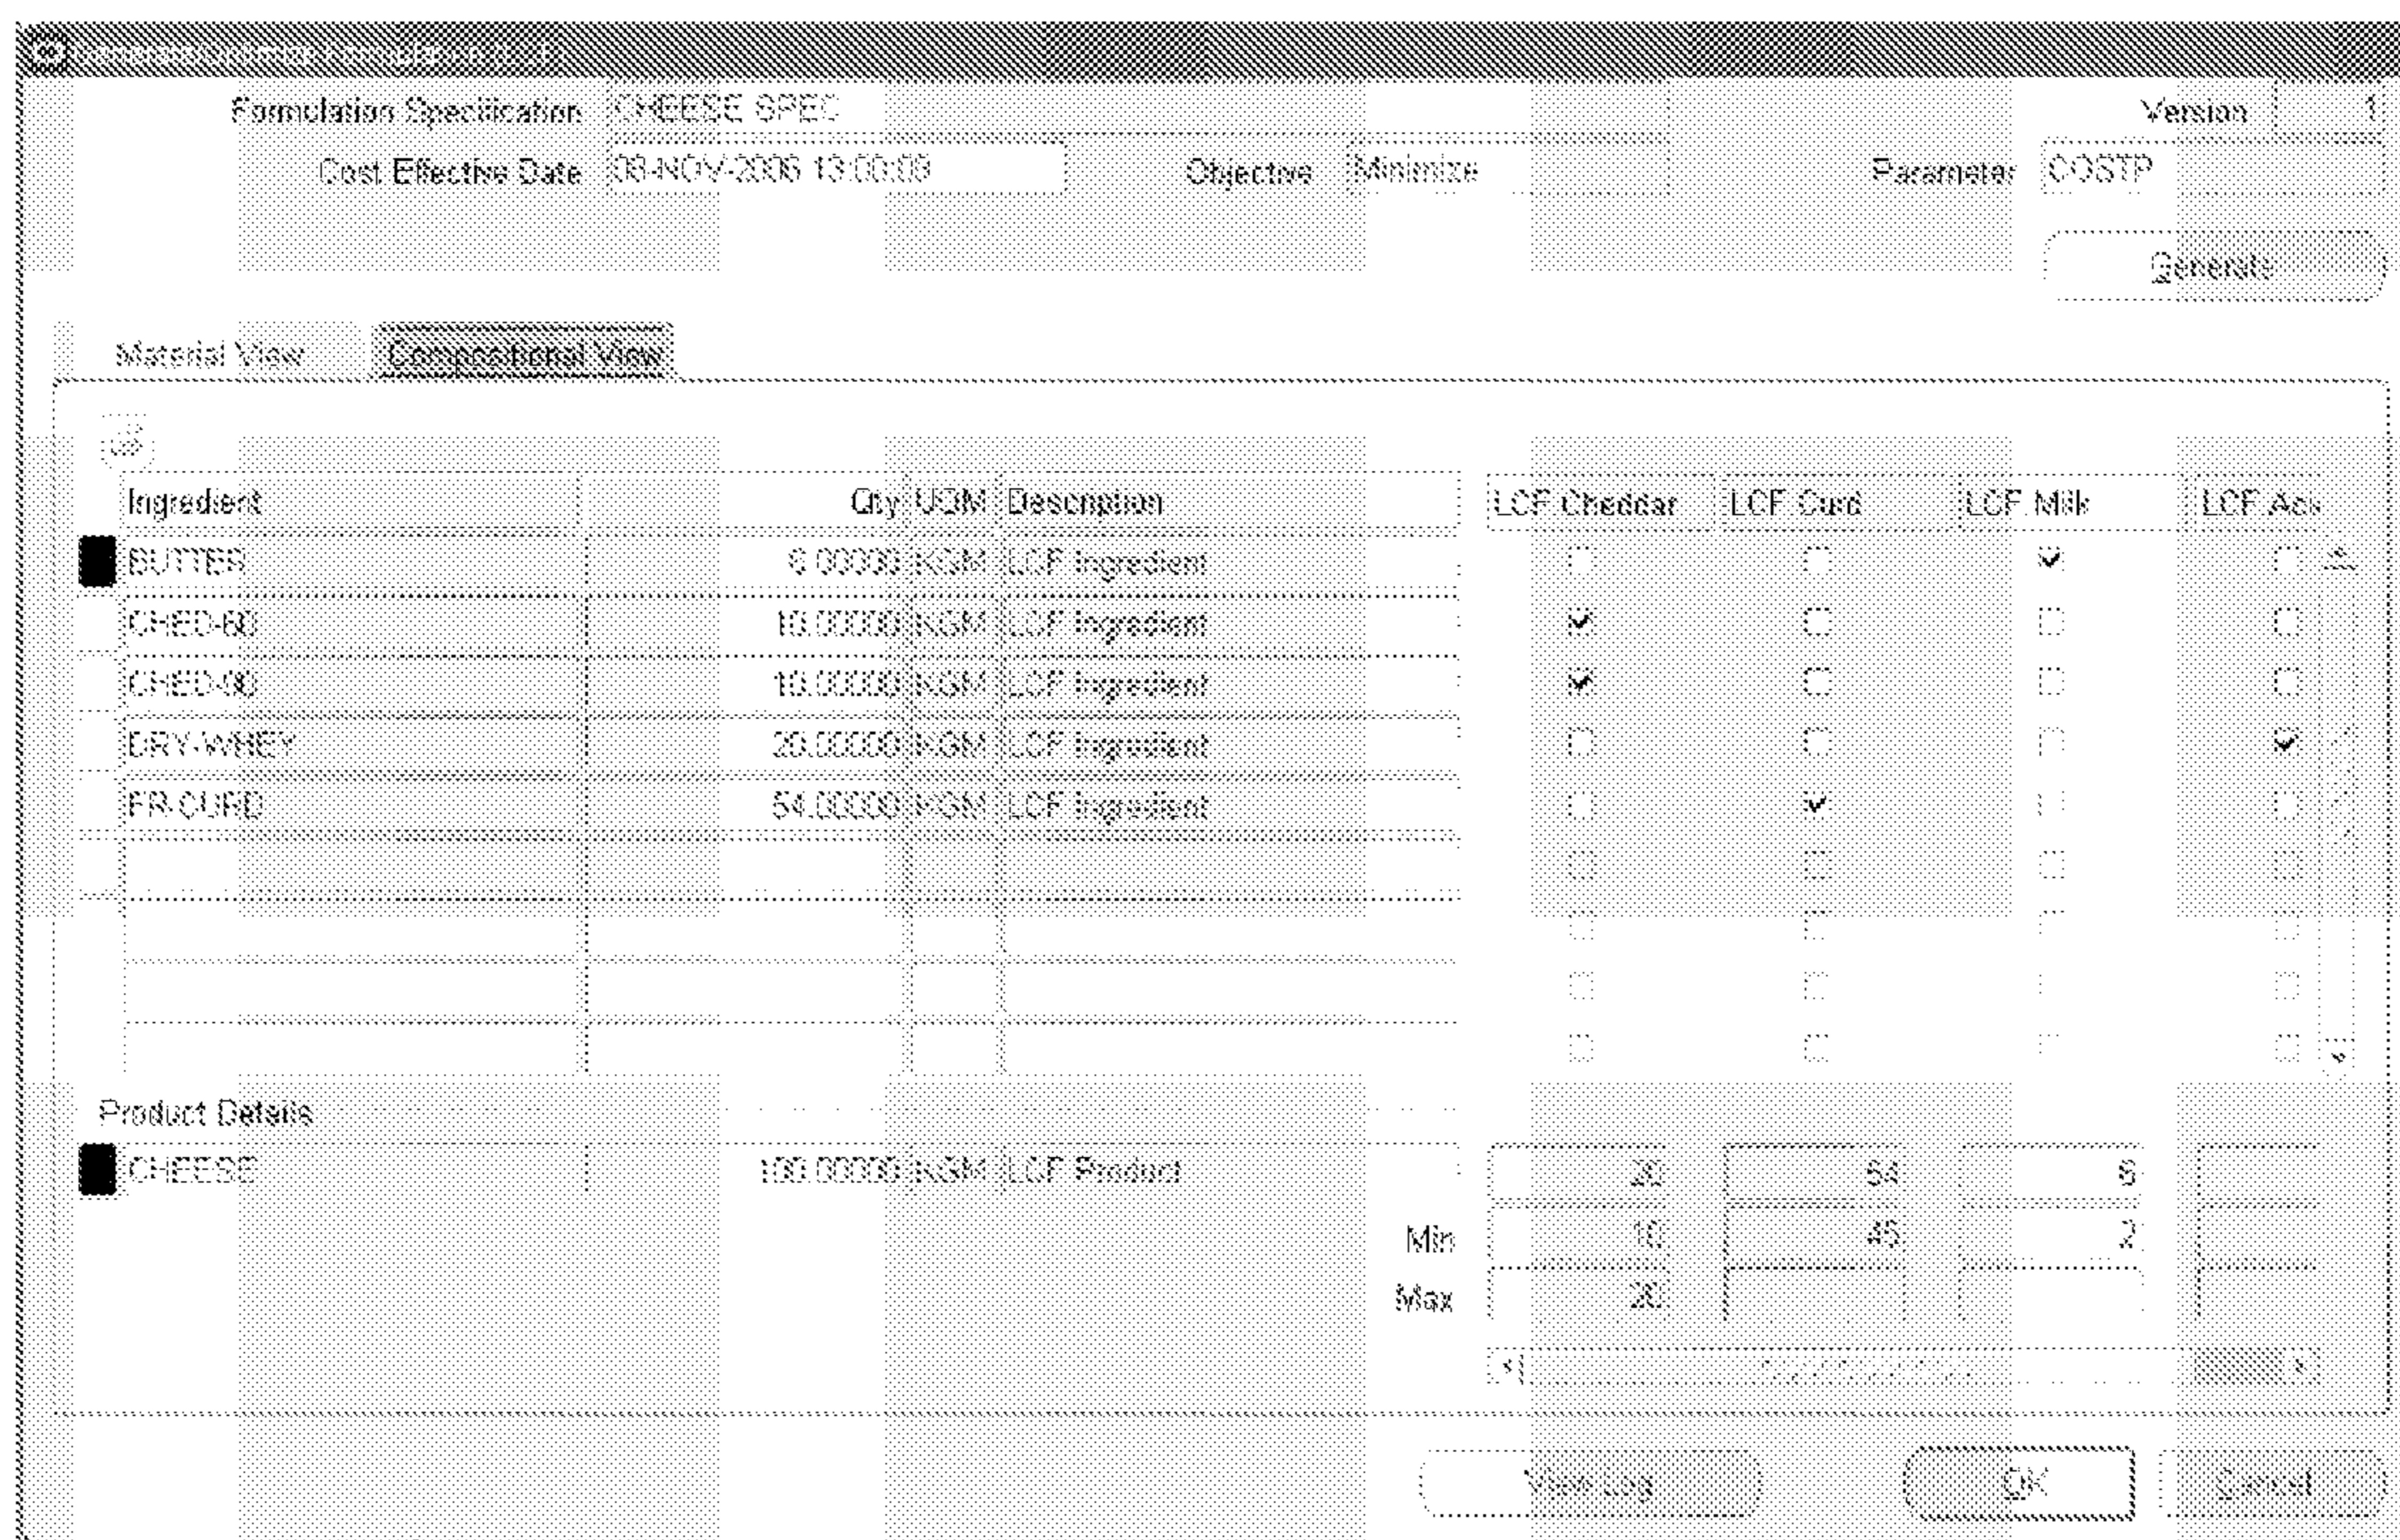 Formulation Specification CHEESE SPEC Version 1
Cost Effective Date 08-NOV-2006 Objective Minimize Parameter COSTP
Generate
Material View Compositional View
Ingredient Qty UOM Description LCF Cheddar LCF Curd LCF Milk LCF
BUTTER 6.00000 KGM LCF Ingredient
CHED-60 10.00000 KGM LCF Ingredient
CHED-90 10.00000 KGM LCF Ingredient
DRY-WHEY 20.00000 KGM LCF Ingredient
FR-CURD 54.00000 KGM LCF Ingredient
Product Details
CHEESE 100.00000 KGM LCF Product 20 54 6
Min 10 45 2
Max 20
View Log OK Cancel